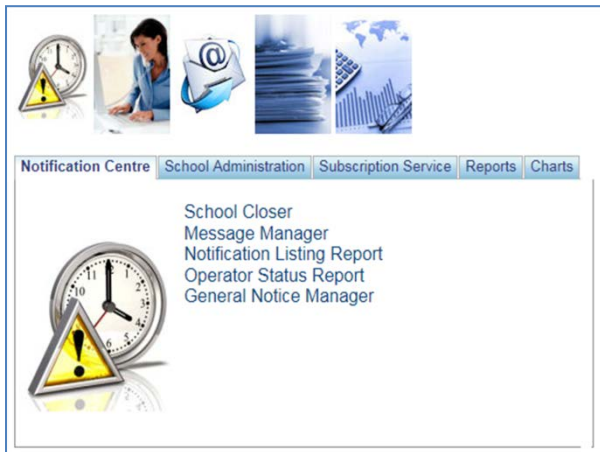 @
Notification Centre School Administration Subscription Service Reports Charts
School Closer
Message Manager
Notification Listing Report
Operator Status Report
General Notice Manager